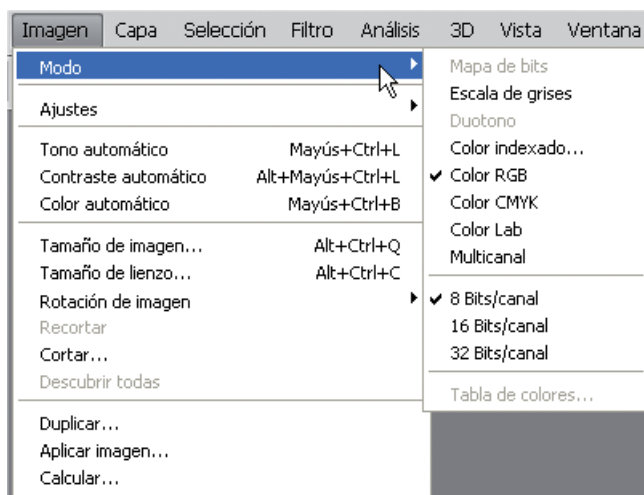 Imagen Capa Selección Filtro Análisis 3D Vista Ventana
Modo
Ajustes
Tono automático Mayús+Ctrl+L
Contraste automático Alt+Mayús+Ctrl+L
Color automático Mayús+Ctrl+B
Tamaño de imagen... Alt+Ctrl+Q
Tamaño de lienzo... Alt+Ctrl+C
Rotación de imagen
Recortar
Cortar...
Descubrir todas
Duplicar...
Aplicar imagen...
Calcular...
Mapa de bits
Escala de grises
Duotono
Color indexado...
Color RGB
Color CMYK
Color Lab
Multicanal
8 Bits/canal
16 Bits/canal
32 Bits/canal
Tabla de colores...